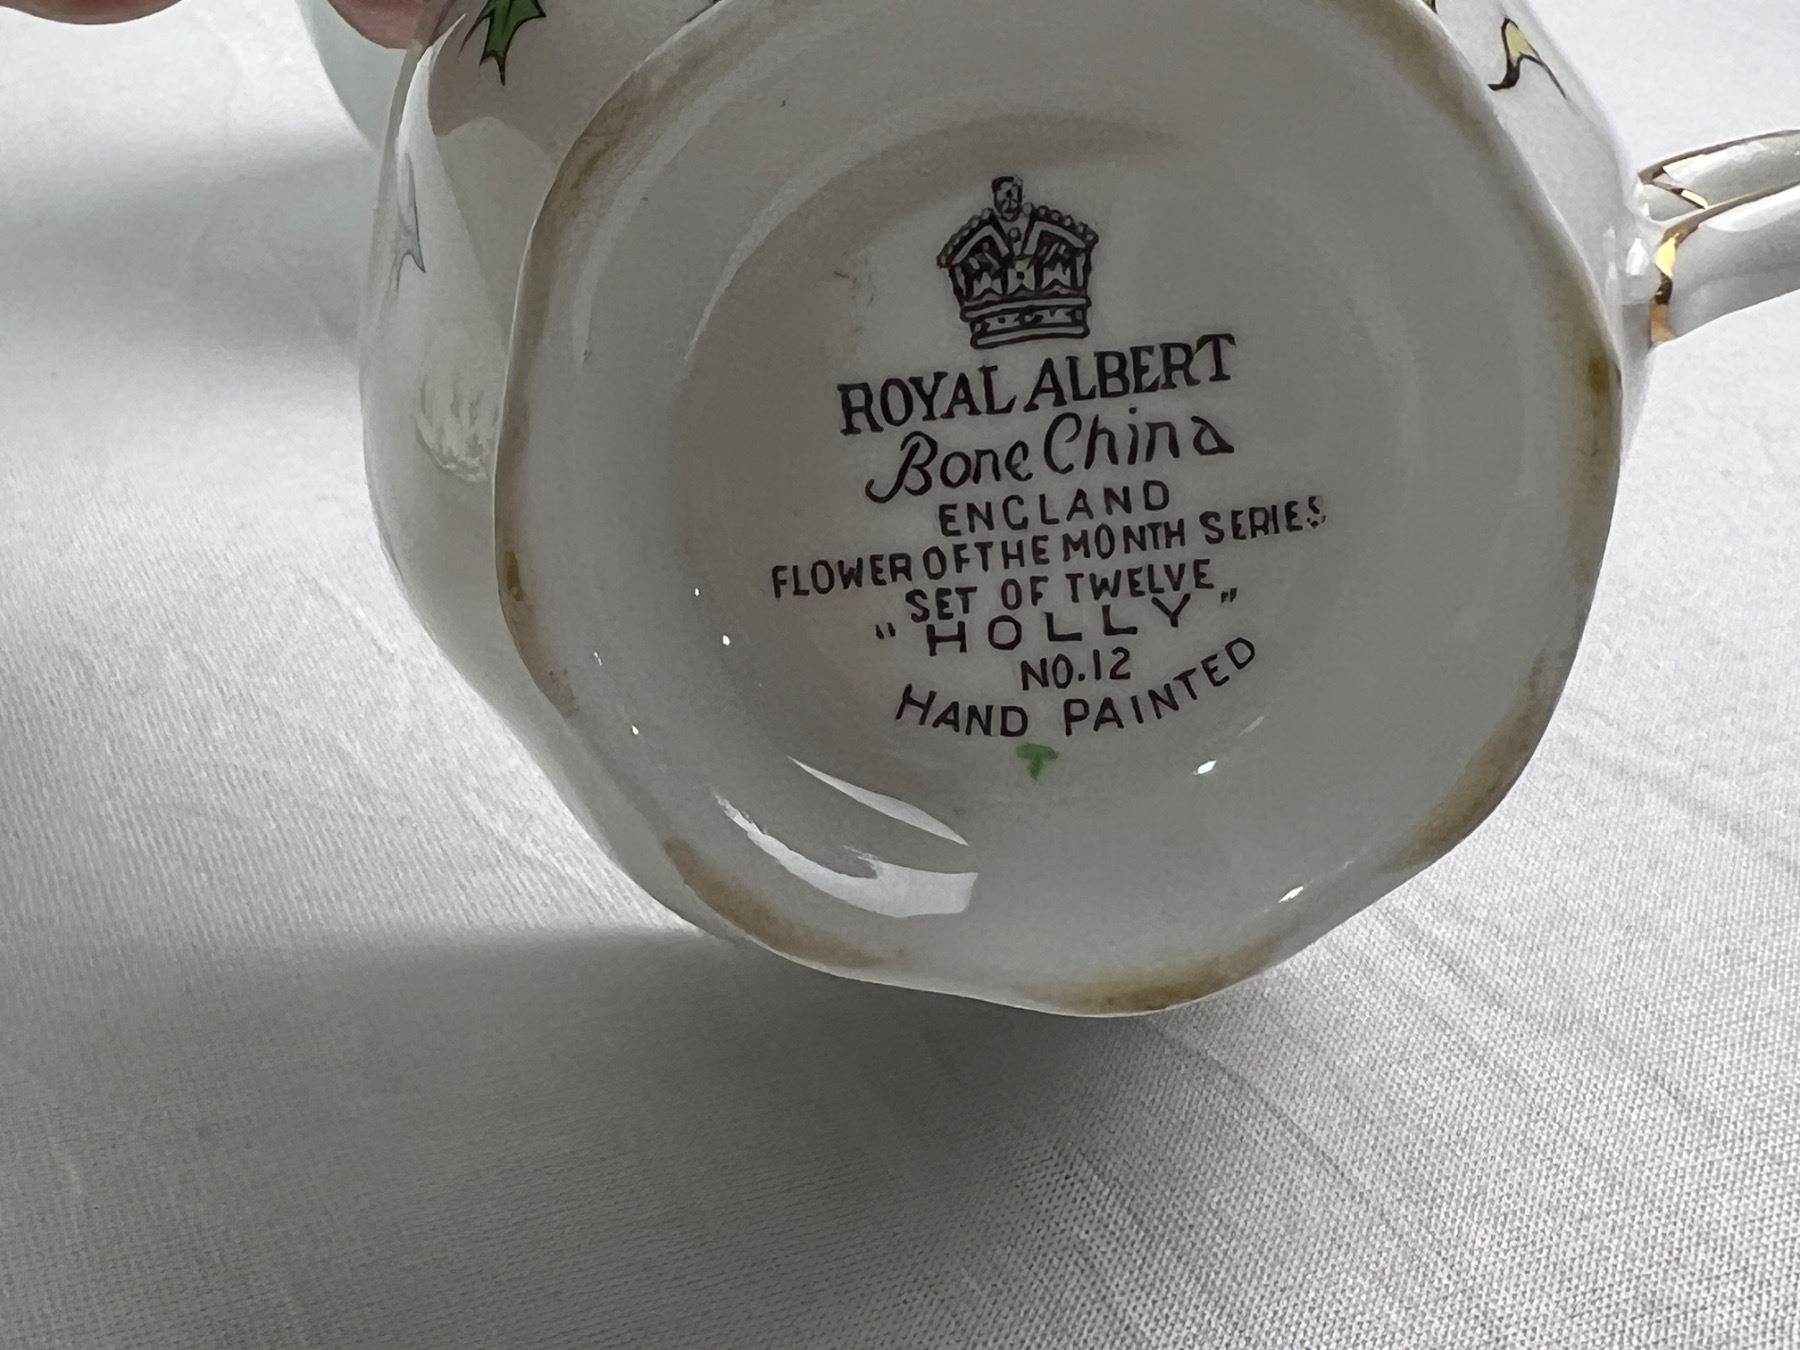 ROYAL ALBERT
Bone China
ENGLAND
FLOWER OF THE MONTH SERIES
SET OF TWELVE
"HOLLY"
NO.12
HAND PAINTED